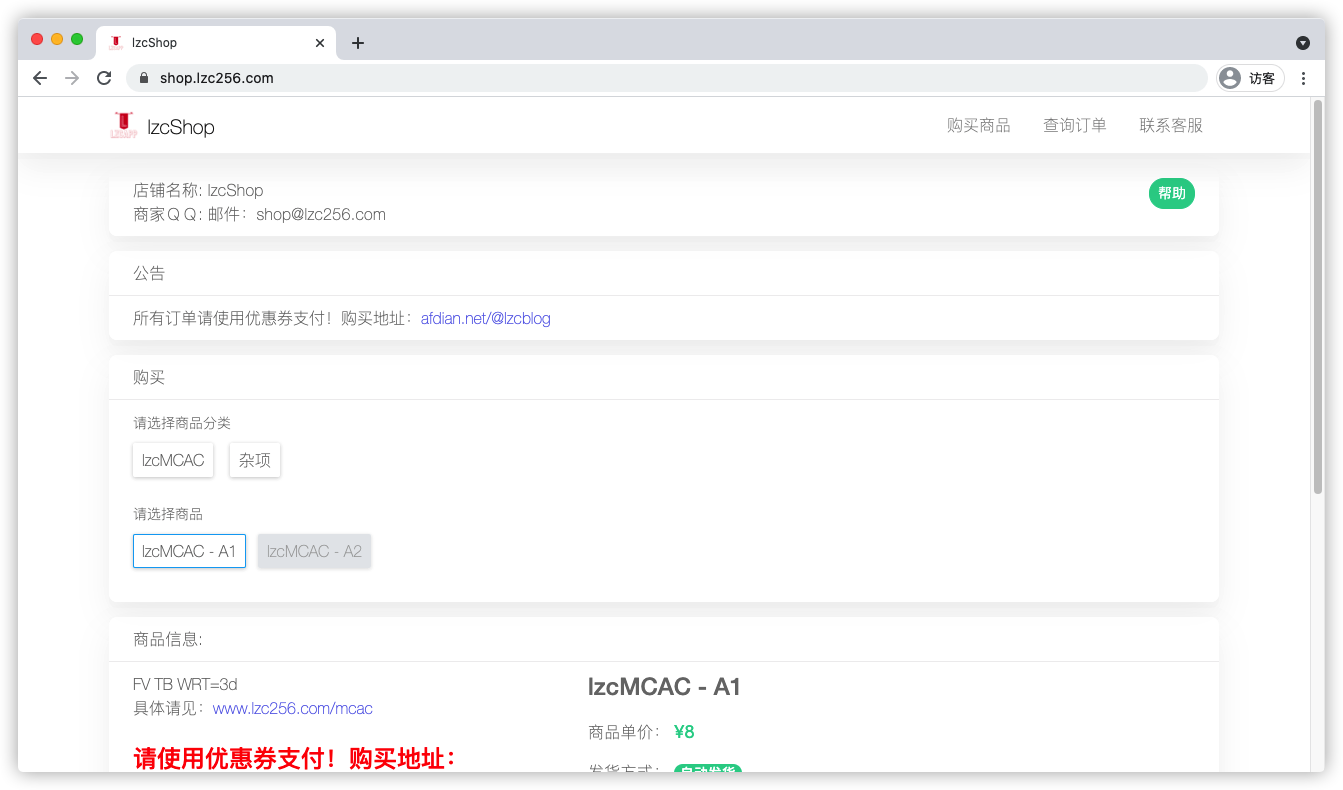 lzcShop
shop.lzc256.com
访客
lzcShop
购买商品 查询订单 联系客服
店铺名称: lzcShop
帮助
商家ＱＱ: 邮件：shop@lzc256.com
公告
所有订单请使用优惠券支付！购买地址：afdian.net/@lzcblog
购买
请选择商品分类
lzcMCAC 杂项
请选择商品
lzcMCAC - A1 lzcMCAC - A2
商品信息:
FV TB WRT=3d
具体请见：www.lzc256.com/mcac
请使用优惠券支付！购买地址：
lzcMCAC - A1
商品单价： ¥8
发货方式： 自动发货